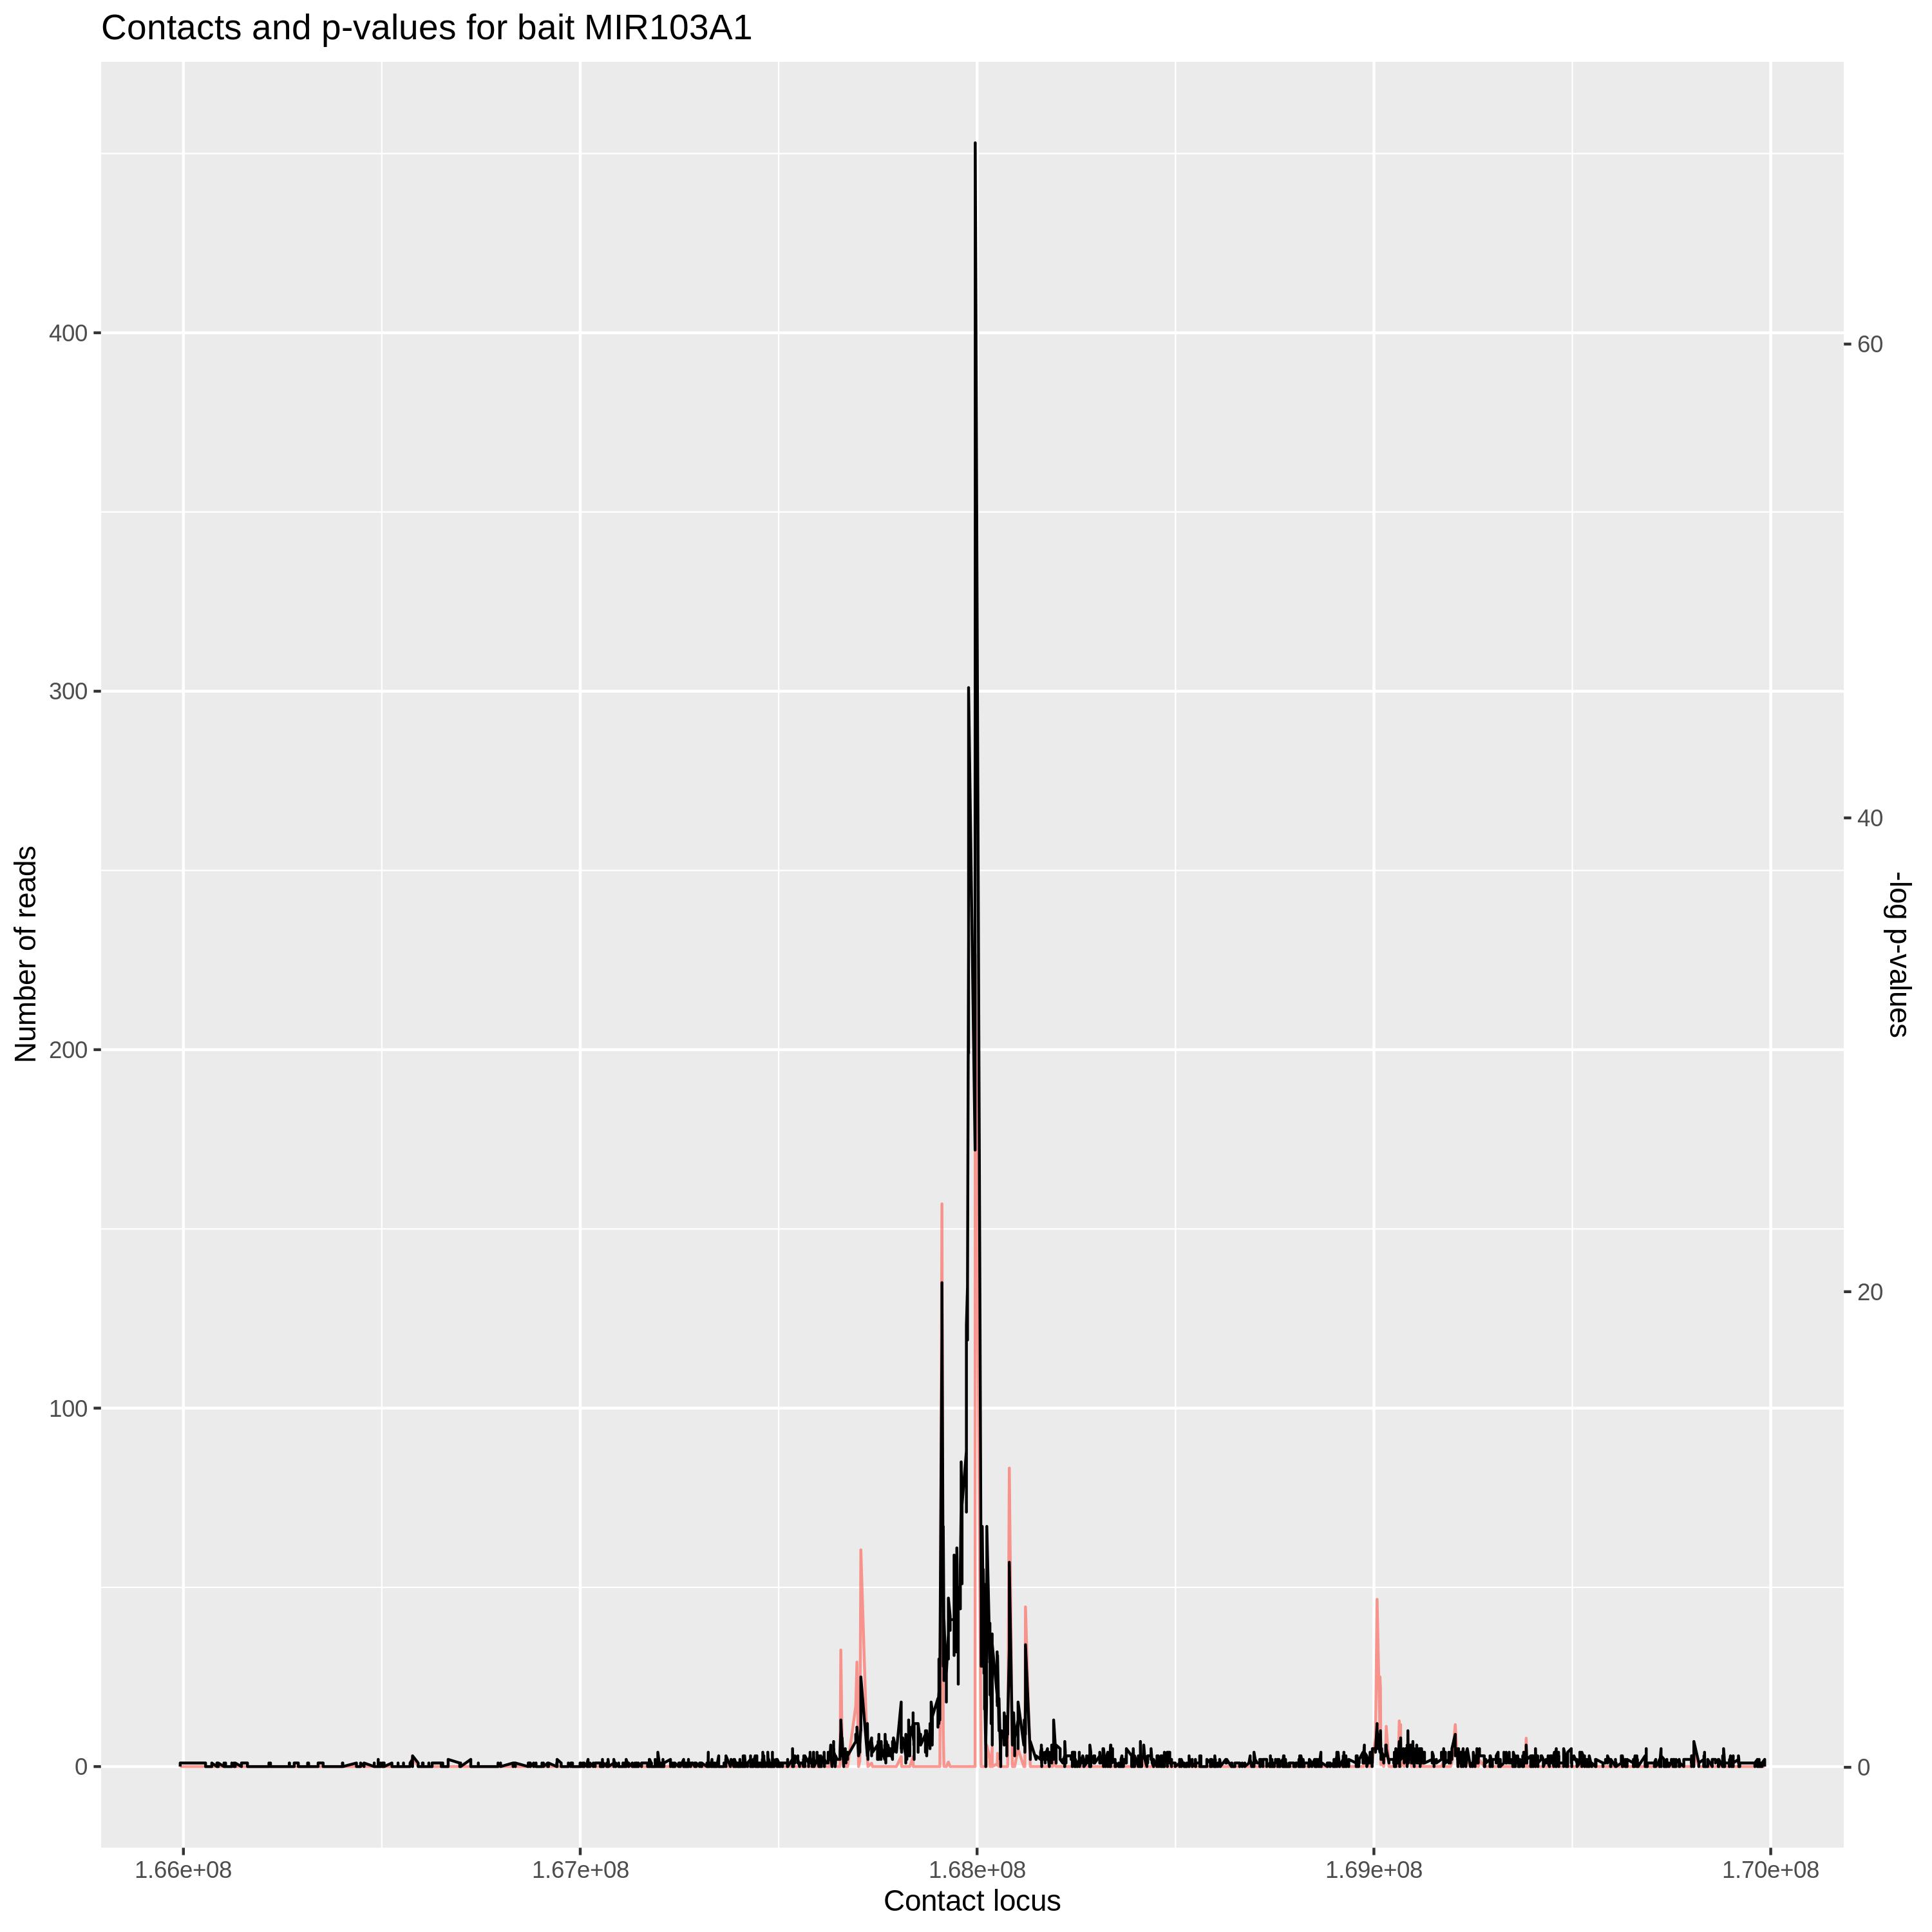 Contacts and p-values for bait MIR103A1
Number of reads
400
300
200
100
0
60
40
20
0
-log p-values
1.66e+08 1.67e+08 1.68e+08 1.69e+08 1.70e+08
Contact locus